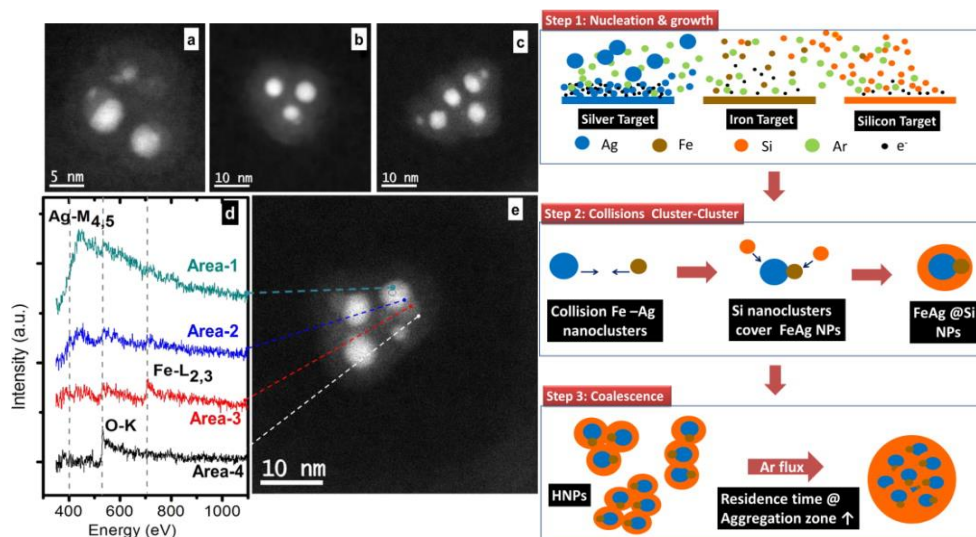 a
b
c
5 nm
10 nm
10 nm
d
e
Ag-M4,5
Area-1
Area-2
Fe-L2,3
Area-3
O-K
Area-4
Intensity (a.u.)
400 600 800 1000
Energy (eV)
10 nm
Step 1: Nucleation & growth
Silver Target
Iron Target
Silicon Target
Ag
Fe
Si
Ar
e-
Step 2: Collisions Cluster-Cluster
Collision Fe –Ag
nanoclusters
Si nanoclusters
cover FeAg NPs
FeAg @Si
NPs
Step 3: Coalescence
HNPs
Ar flux
Residence time @
Aggregation zone ↑